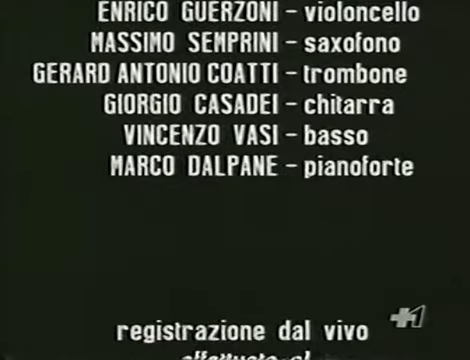 ENRICO GUERZONI – violoncello
MASSIMO SEMPRINI – saxofono
GERARD ANTONIO COATTI – trombone
GIORGIO CASADEI – chitarra
VINCENZO VASI – basso
MARCO DALPANE – pianoforte
+1
registrazione dal vivo